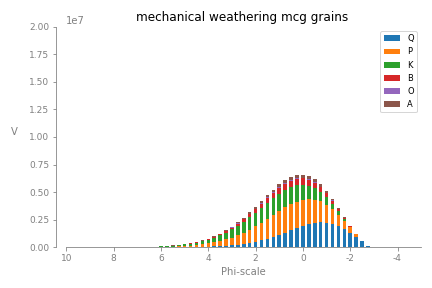 mechanical weathering mcg grains
1e7
2.00
1.75
1.50
1.25
1.00
0.75
0.50
0.25
0.00
V
10 8 6 4 2 0 -2 -4
Phi-scale
Q
P
K
B
O
A